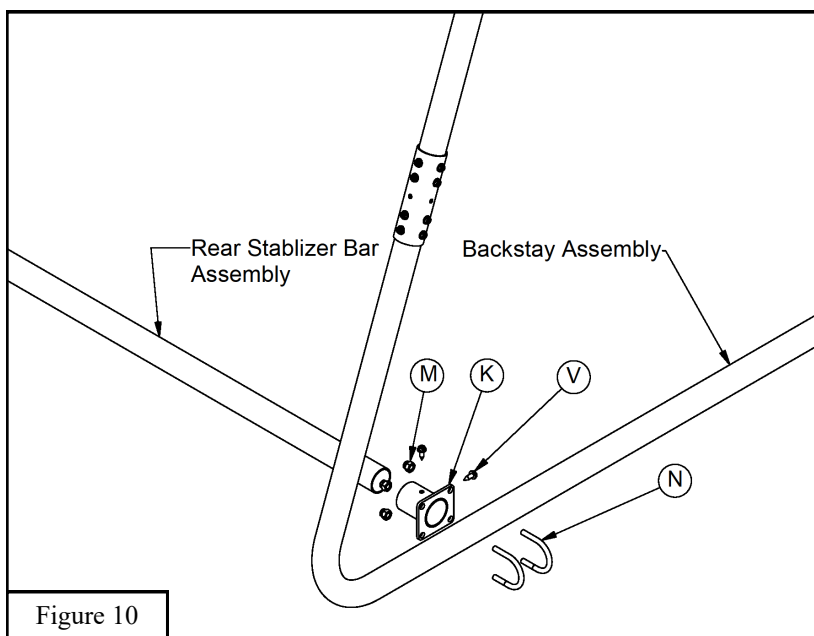 Rear Stablizer Bar
Assembly
Backstay Assembly
M
K
V
N
Figure 10